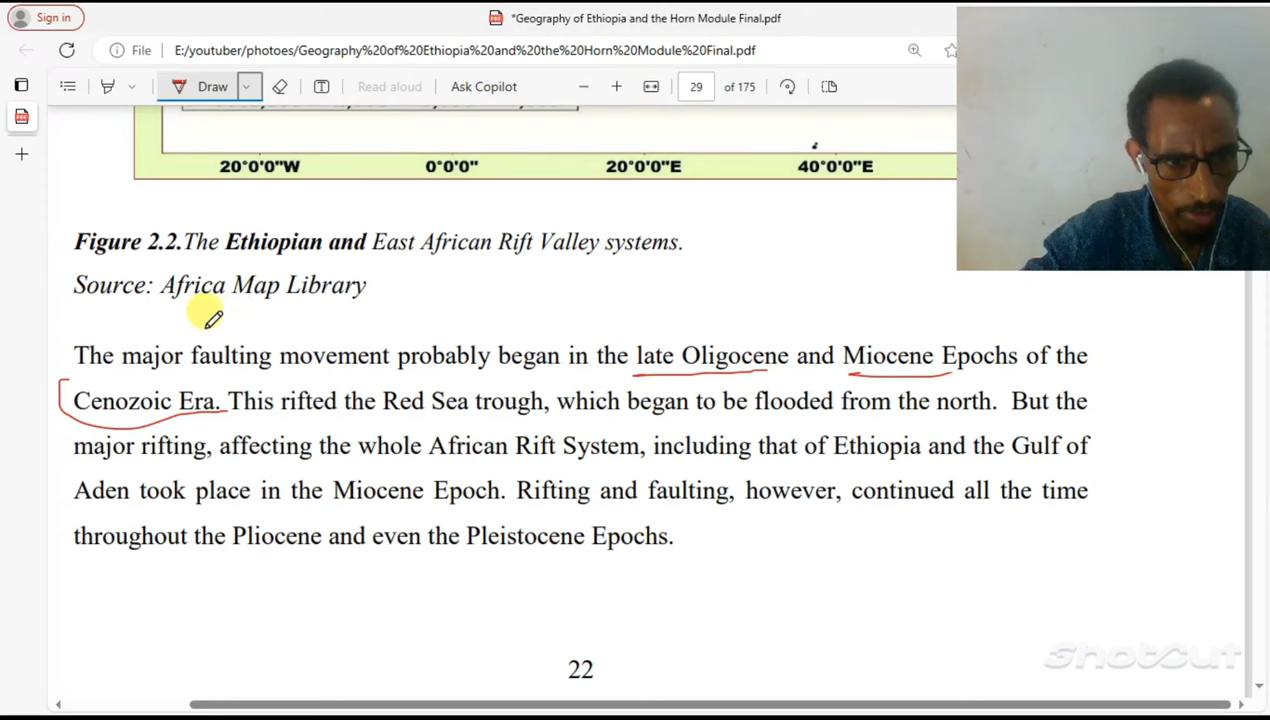 Sign in
*Geography of Ethiopia and the Horn Module Final.pdf
File E:/youtuber/photoes/Geography%20of%20Ethiopia%20and%20the%20Horn%20Module%20Final.pdf
Draw Read aloud Ask Copilot 29 of 175
20°0'0"W 0°0'0" 20°0'0"E 40°0'0"E
Figure 2.2.The Ethiopian and East African Rift Valley systems.
Source: Africa Map Library
The major faulting movement probably began in the late Oligocene and Miocene Epochs of the
Cenozoic Era. This rifted the Red Sea trough, which began to be flooded from the north. But the
major rifting, affecting the whole African Rift System, including that of Ethiopia and the Gulf of
Aden took place in the Miocene Epoch. Rifting and faulting, however, continued all the time
throughout the Pliocene and even the Pleistocene Epochs.
22
Shotcut